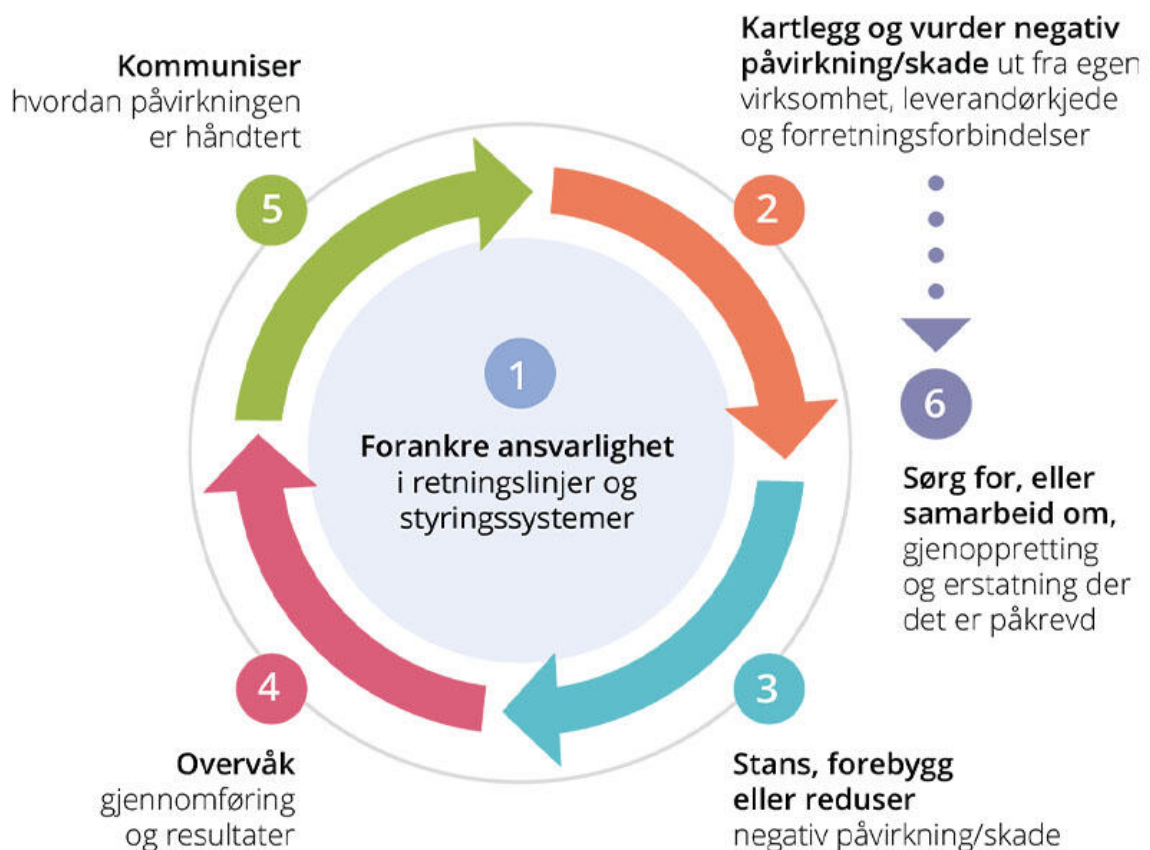 Kommuniser
hvordan påvirkningen
er håndtert
5
Kartlegg og vurder negativ
påvirkning/skade ut fra egen
virksomhet, leverandørkjede
og forretningsforbindelser
2
1
Forankre ansvarlighet
i retningslinjer og
styringssystemer
6
Sørg for, eller
samarbeid om,
gjenoppretting
og erstatning der
det er påkrevd
4
Overvåk
gjennomføring
og resultater
3
Stans, forebygg
eller reduser
negativ påvirkning/skade